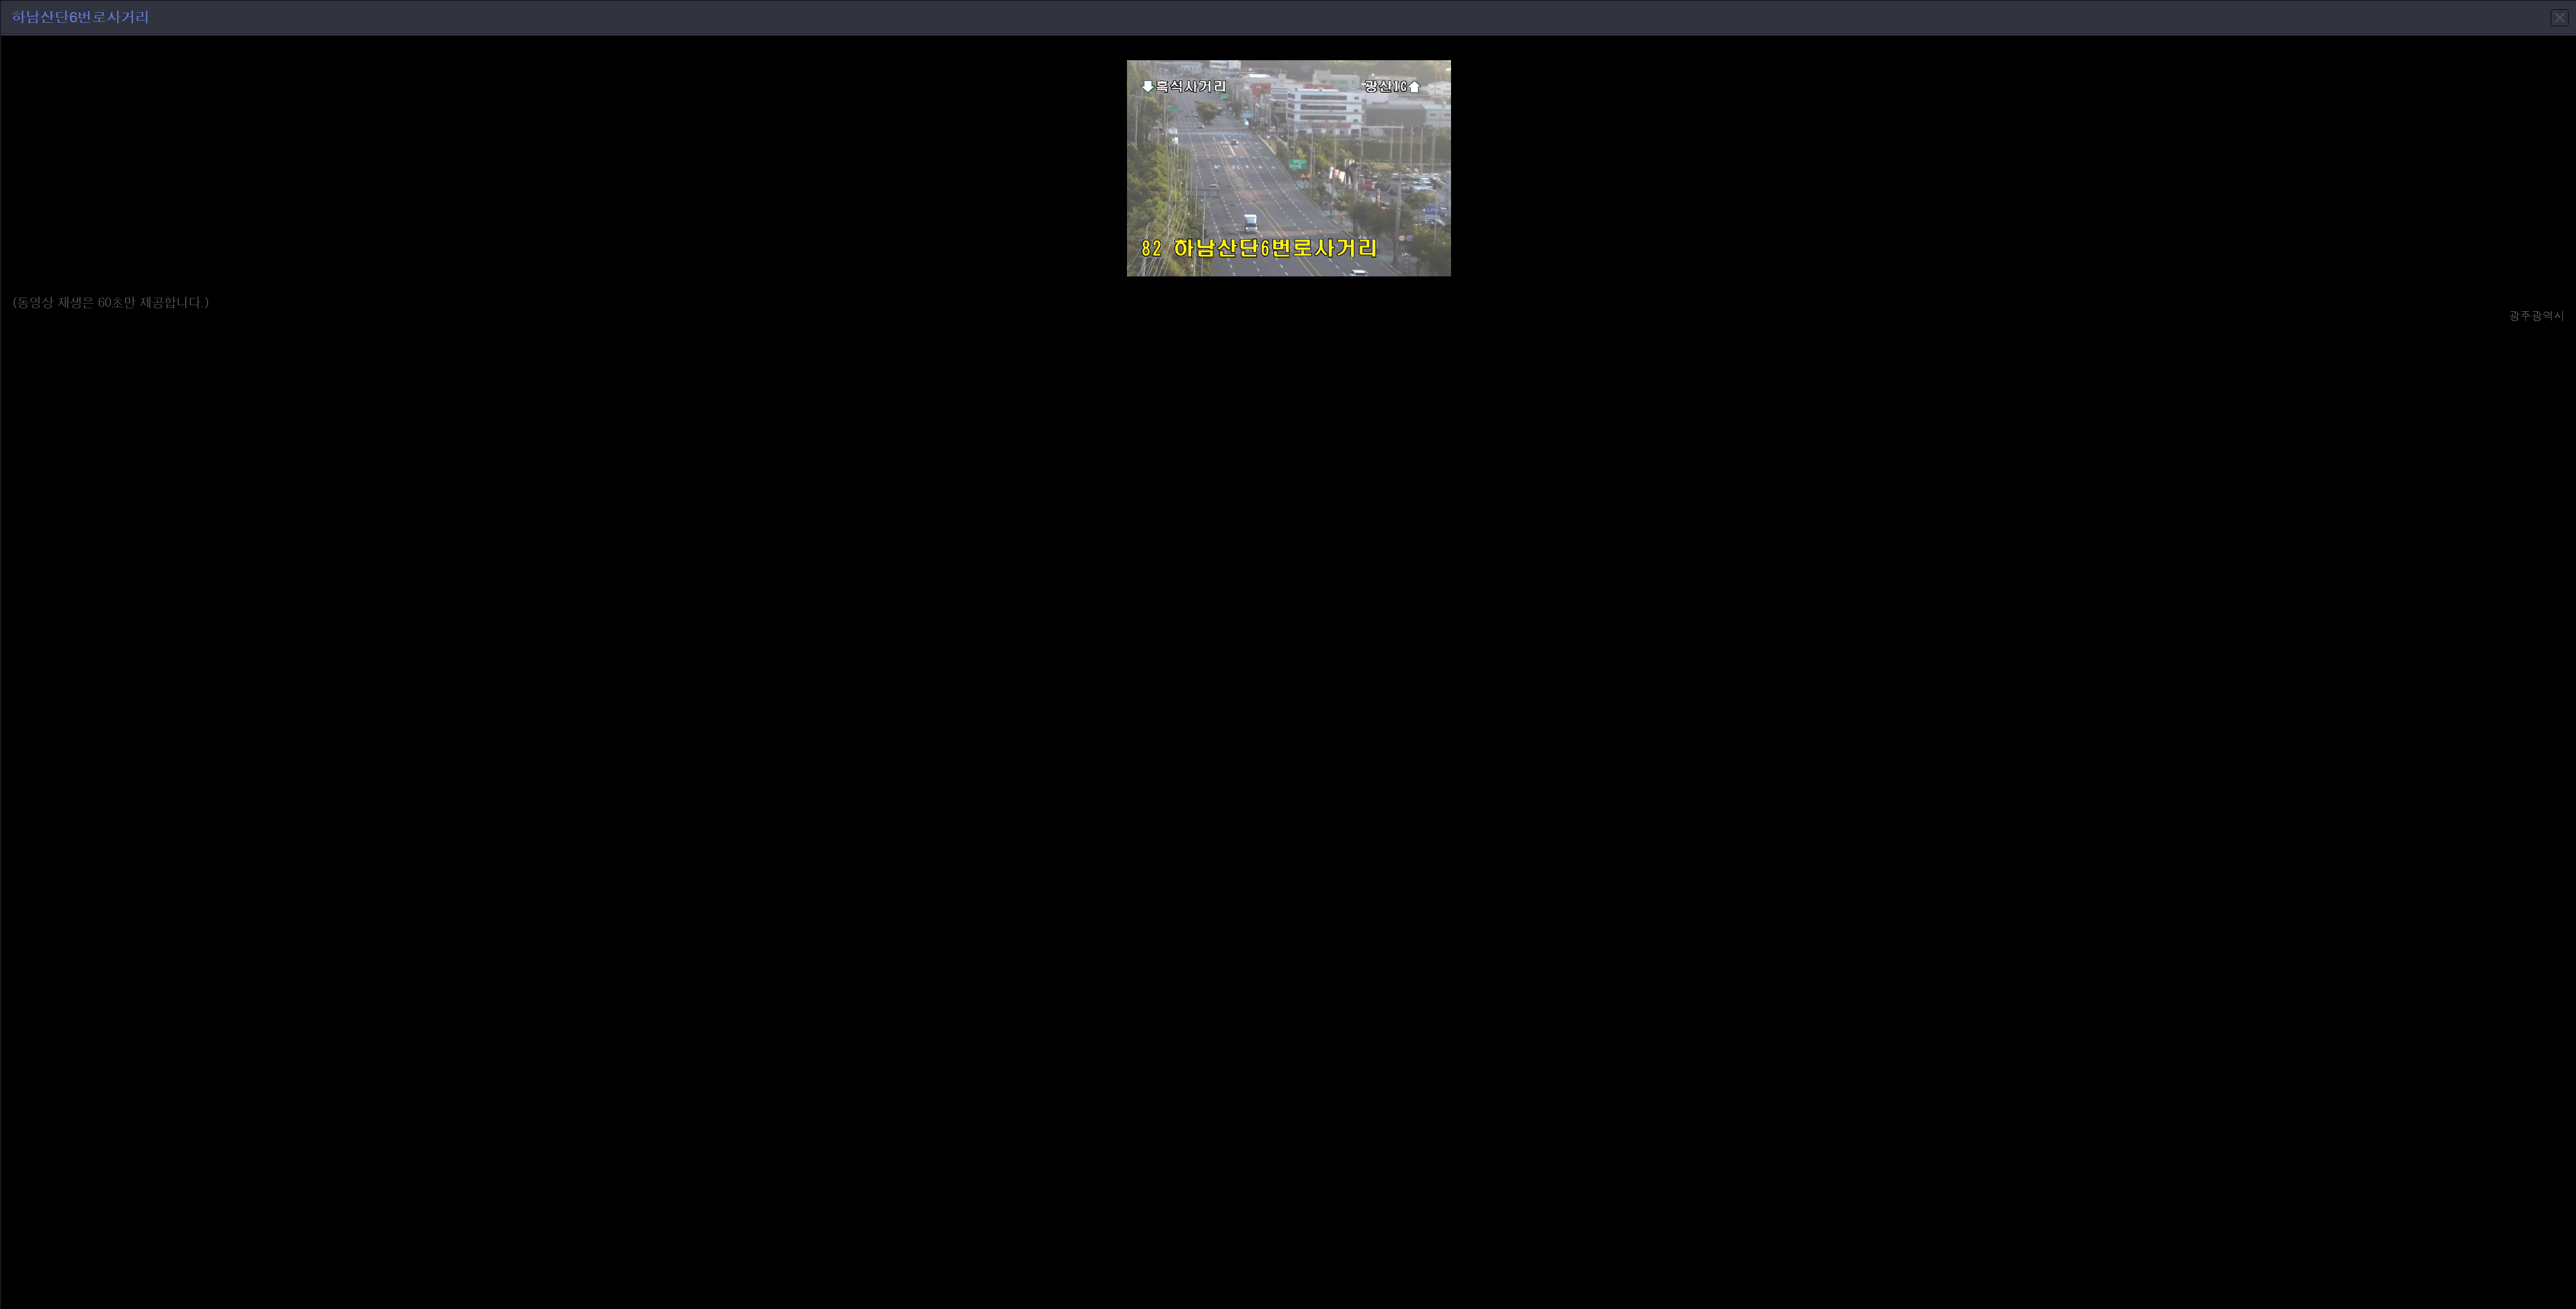 하남산단6번로사거리
흑석사거리
광산IC
82 하남산단6번로사거리
(동영상 재생은 60초만 제공합니다.)
광주광역시